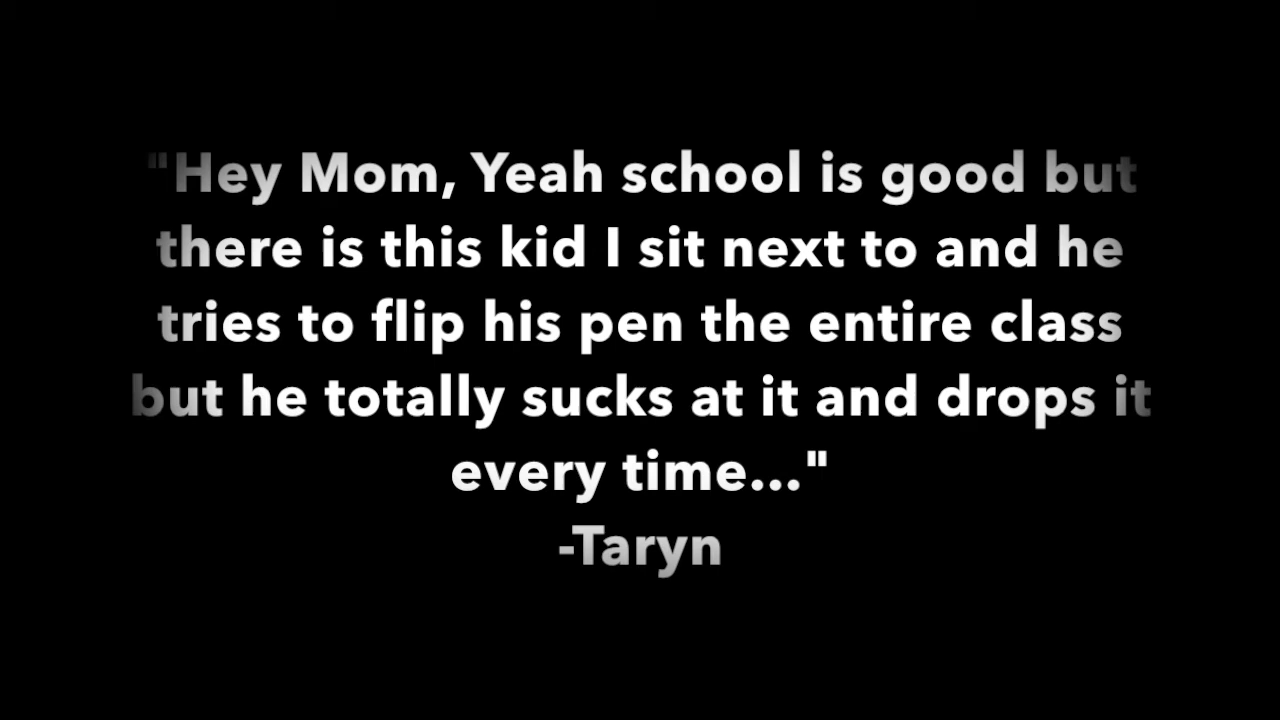 "Hey Mom, Yeah school is good but
there is this kid I sit next to and he
tries to flip his pen the entire class
but he totally sucks at it and drops it
every time..."
-Taryn